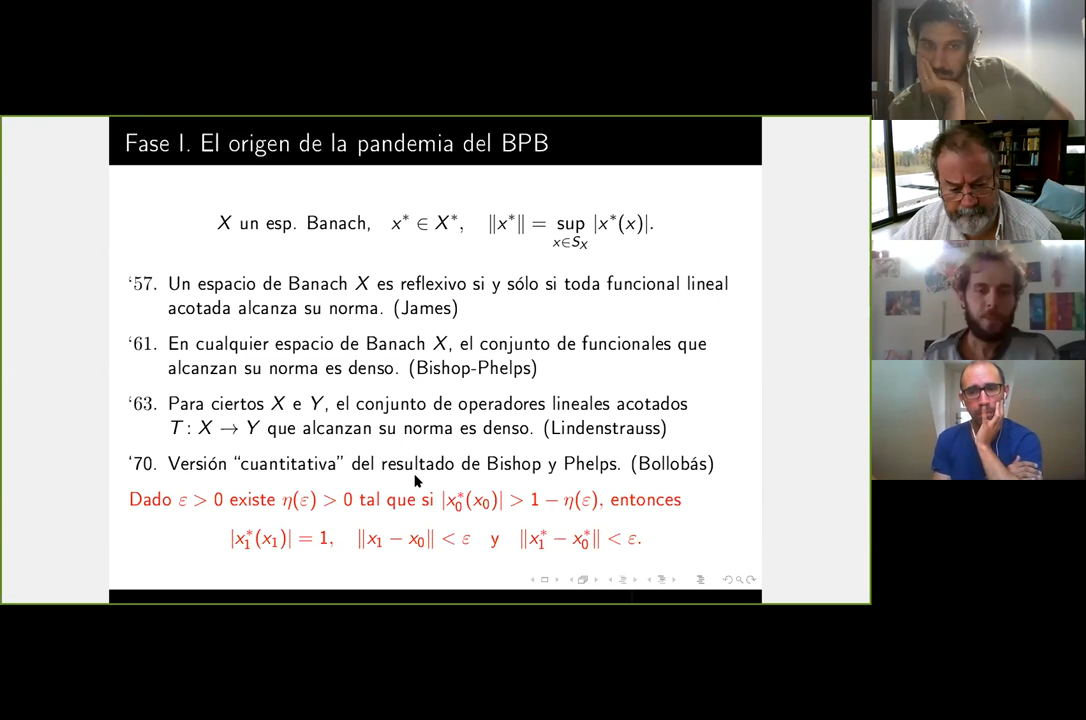 Fase I. El origen de la pandemia del BPB
X un esp. Banach, x* ∈ X*, ‖x*‖ = sup |x*(x)|.
x∈S_X
‘57. Un espacio de Banach X es reflexivo si y sólo si toda funcional lineal
acotada alcanza su norma. (James)
‘61. En cualquier espacio de Banach X, el conjunto de funcionales que
alcanzan su norma es denso. (Bishop-Phelps)
‘63. Para ciertos X e Y, el conjunto de operadores lineales acotados
T : X → Y que alcanzan su norma es denso. (Lindenstrauss)
‘70. Versión “cuantitativa” del resultado de Bishop y Phelps. (Bollobás)
Dado ε > 0 existe η(ε) > 0 tal que si |x₀*(x₀)| > 1 − η(ε), entonces
|x₁*(x₁)| = 1, ‖x₁ − x₀‖ < ε y ‖x₁* − x₀*‖ < ε.